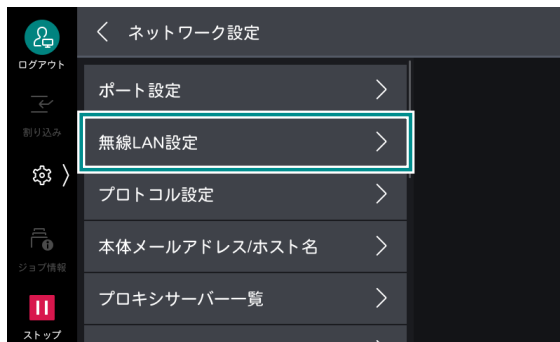 ログアウト
ネットワーク設定
割り込み
ジョブ情報
ストップ
ポート設定
無線LAN設定
プロトコル設定
本体メールアドレス/ホスト名
プロキシサーバー一覧